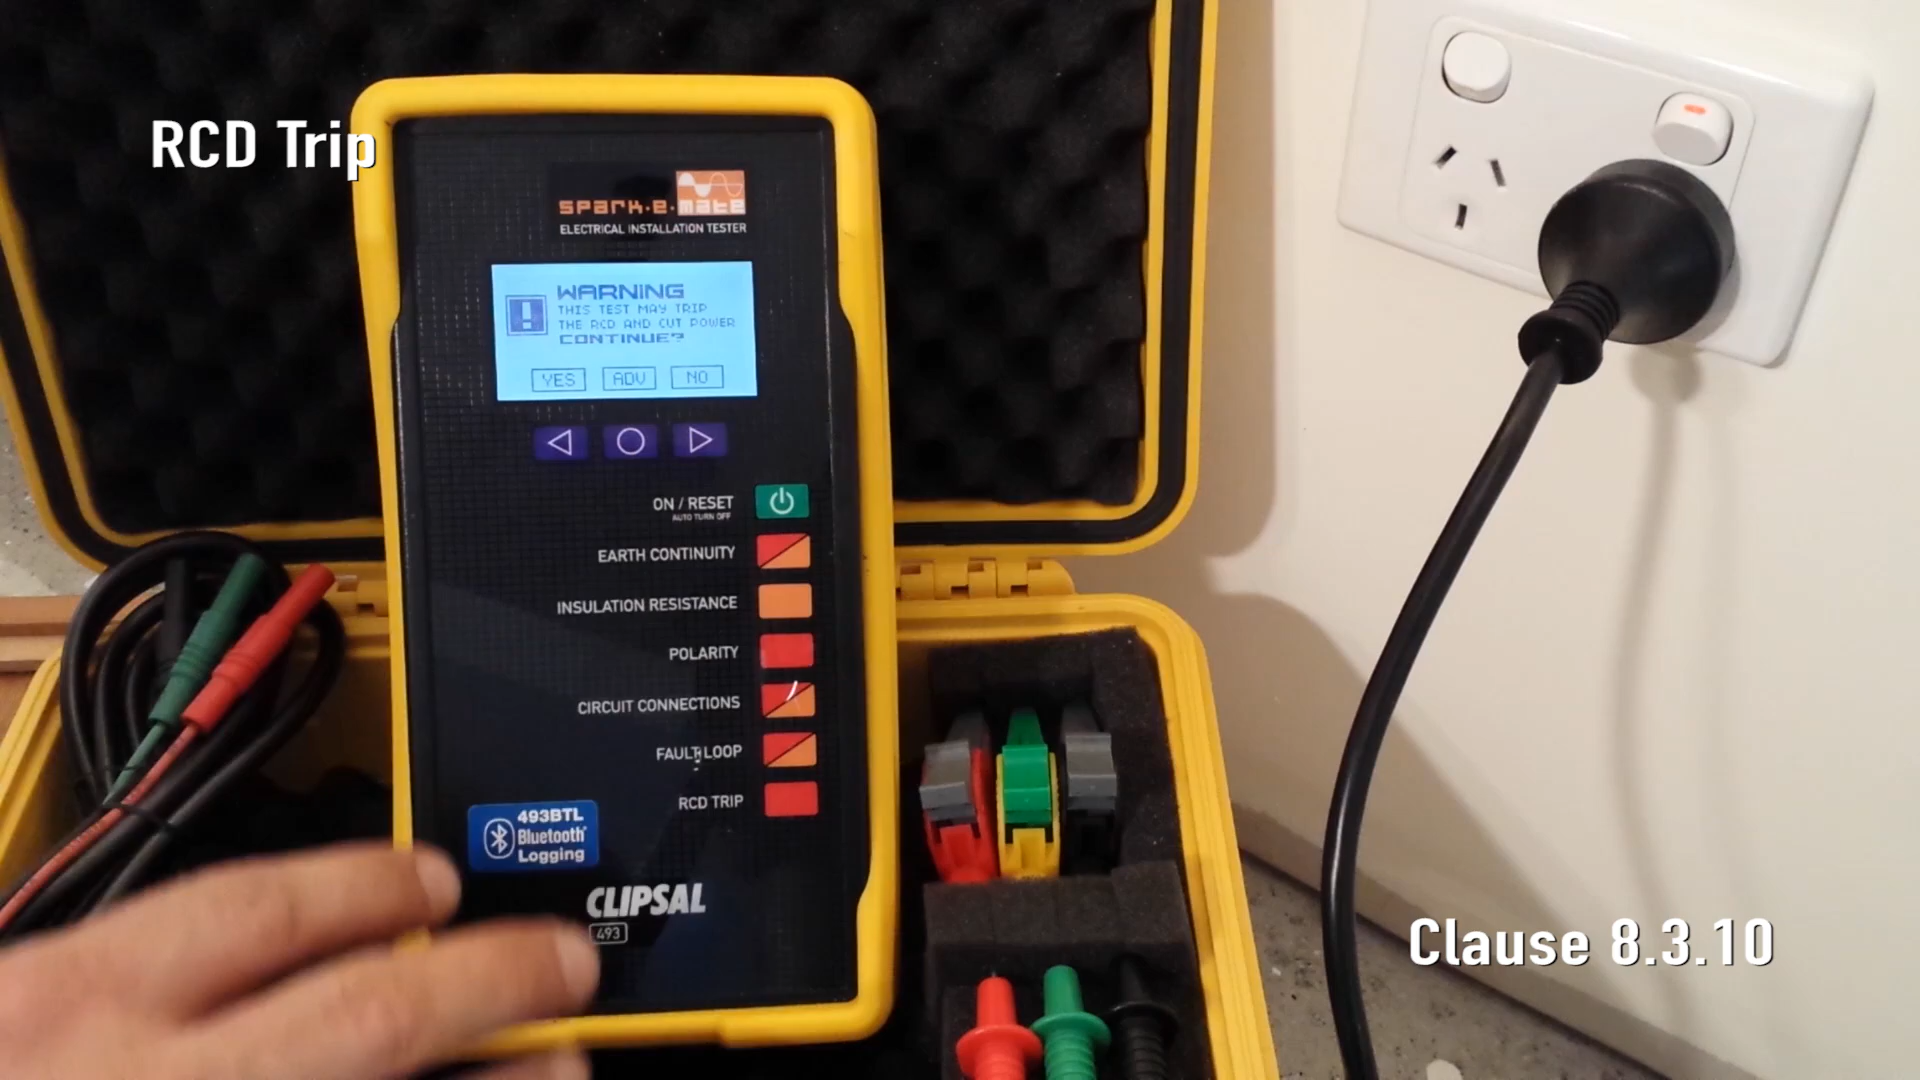 RCD Trip
spark·e·mate
ELECTRICAL INSTALLATION TESTER
WARNING
THIS TEST MAY TRIP
THE RCD AND CUT POWER
CONTINUE?
YES ADV NO
ON / RESET
AUTO TURN OFF
EARTH CONTINUITY
INSULATION RESISTANCE
POLARITY
CIRCUIT CONNECTIONS
FAULT LOOP
RCD TRIP
493BTL
Bluetooth
Logging
CLIPSAL
493
Clause 8.3.10